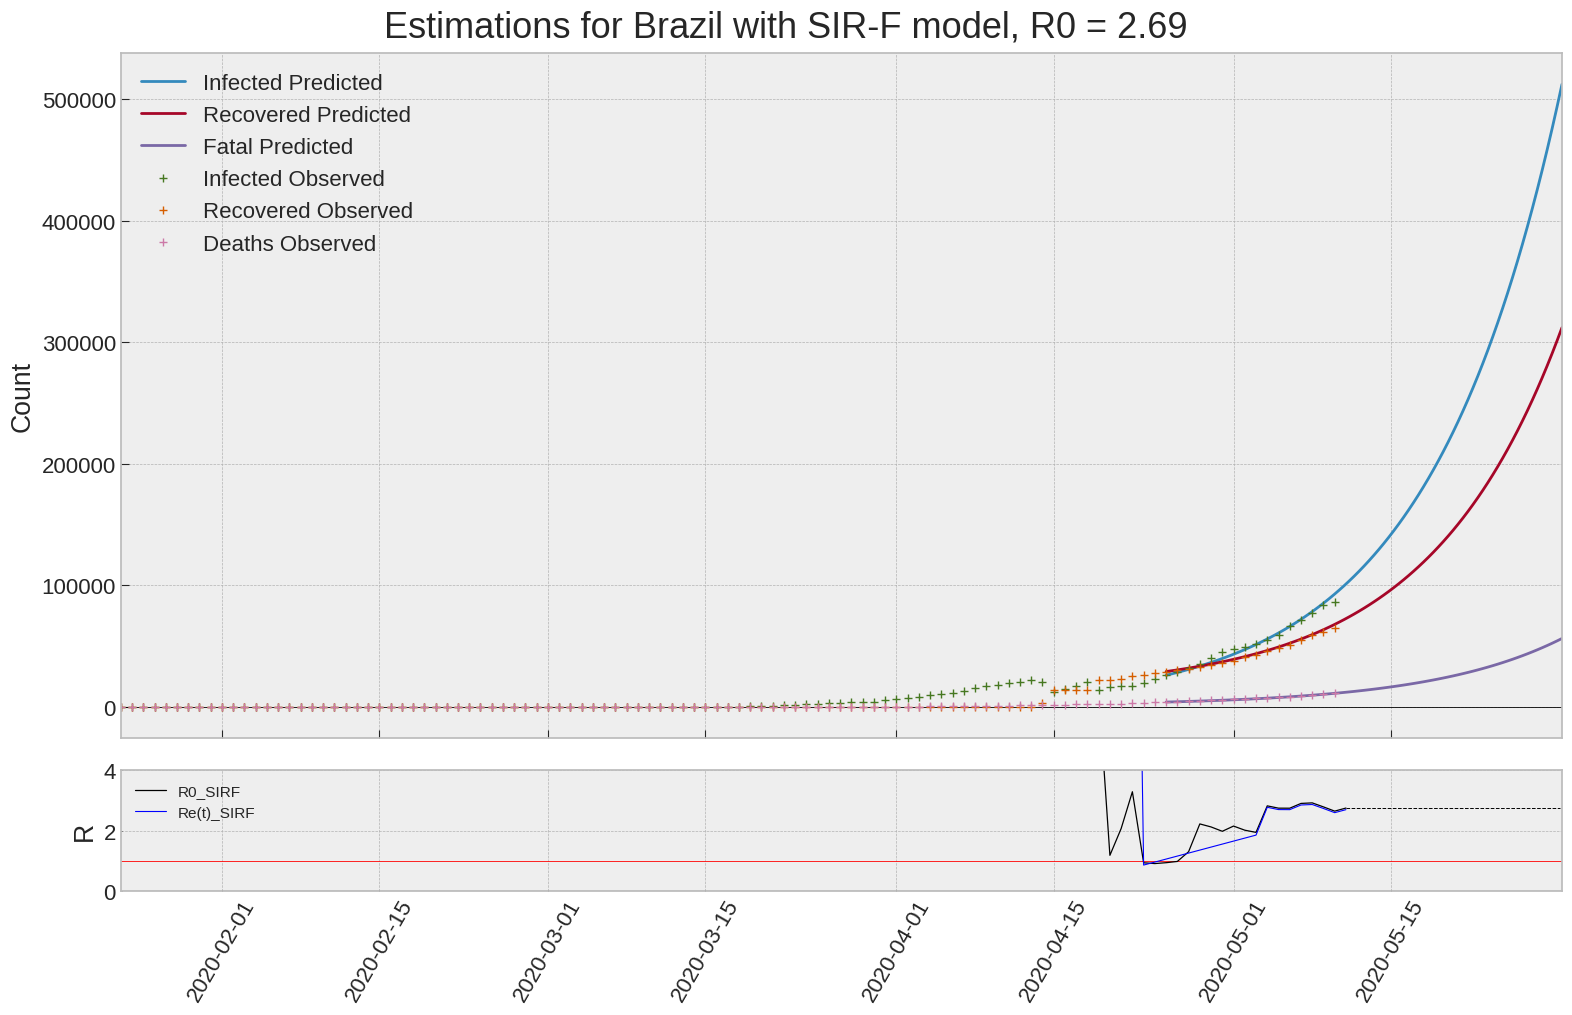 Estimations for Brazil with SIR-F model, R0 = 2.69
Infected Predicted
Recovered Predicted
Fatal Predicted
Infected Observed
Recovered Observed
Deaths Observed
500000
400000
300000
200000
100000
0
Count
R0_SIRF
Re(t)_SIRF
4
2
0
R
2020-02-01
2020-02-15
2020-03-01
2020-03-15
2020-04-01
2020-04-15
2020-05-01
2020-05-15